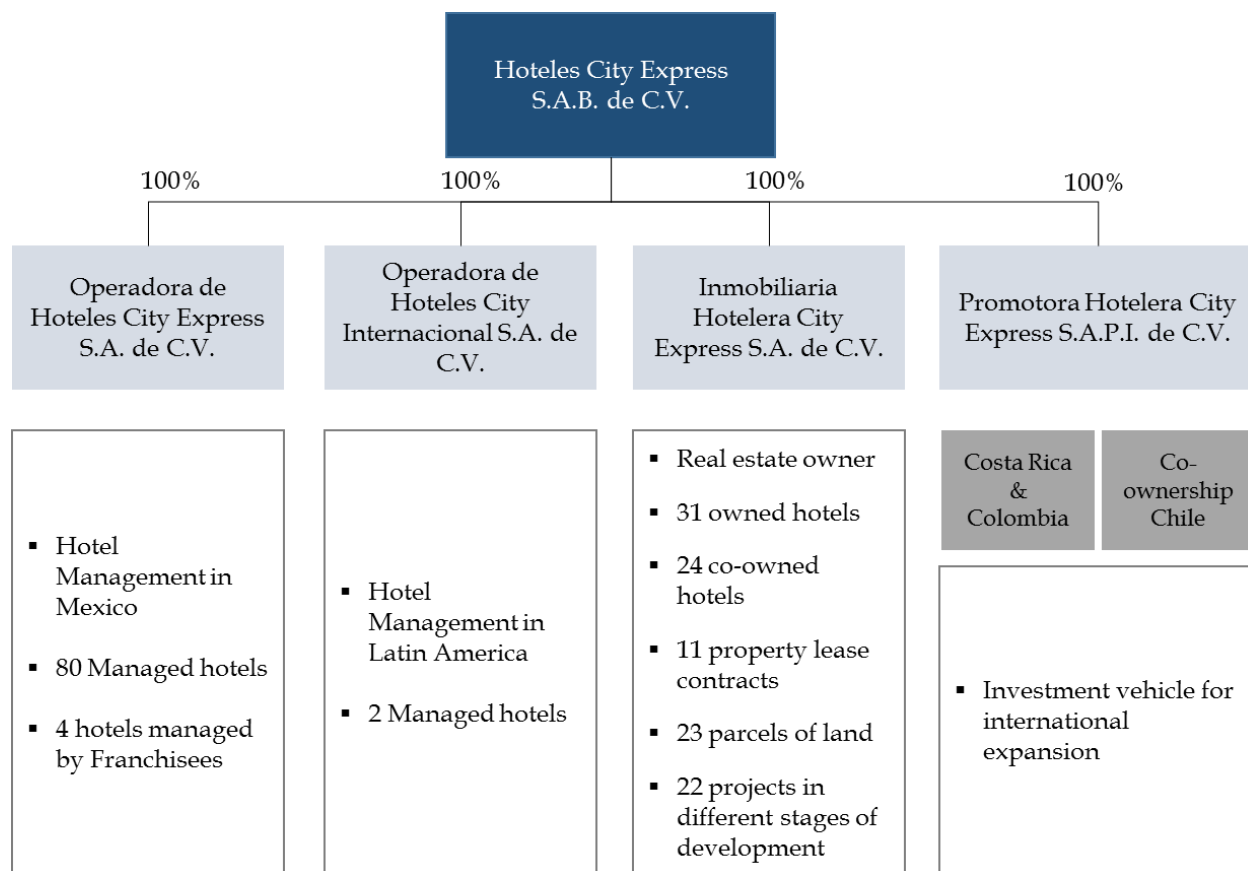 Hoteles City Express
S.A.B. de C.V.
100%
100%
100%
100%
Operadora de
Hoteles City Express
S.A. de C.V.
Operadora de
Hoteles City
Internacional S.A. de
C.V.
Inmobiliaria
Hotelera City
Express S.A. de C.V.
Promotora Hotelera City
Express S.A.P.I. de C.V.
▪ Hotel
Management in
Mexico
▪ 80 Managed hotels
▪ 4 hotels managed
by Franchisees
▪ Hotel
Management in
Latin America
▪ 2 Managed hotels
▪ Real estate owner
▪ 31 owned hotels
▪ 24 co-owned
hotels
▪ 11 property lease
contracts
▪ 23 parcels of land
▪ 22 projects in
different stages of
development
Costa Rica
&
Colombia
Co-
ownership
Chile
▪ Investment vehicle for
international
expansion